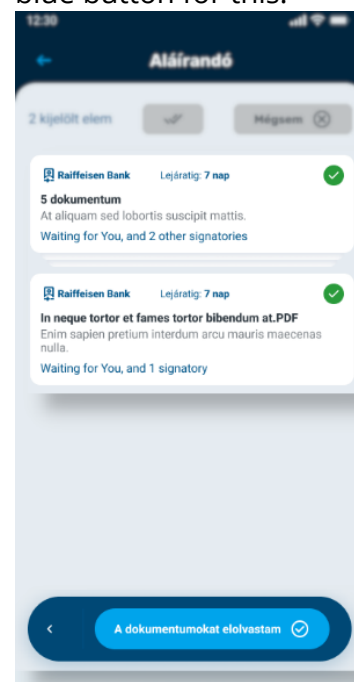 blue button for this.
12:30
Aláírandó
2 kijelölt elem
Mégsem
Raiffeisen Bank Lejáratig: 7 nap
5 dokumentum
At aliquam sed lobortis suscipit mattis.
Waiting for You, and 2 other signatories
Raiffeisen Bank Lejáratig: 7 nap
In neque tortor et fames tortor bibendum at.PDF
Enim sapien pretium interdum arcu mauris maecenas
nulla.
Waiting for You, and 1 signatory
A dokumentumokat elolvastam